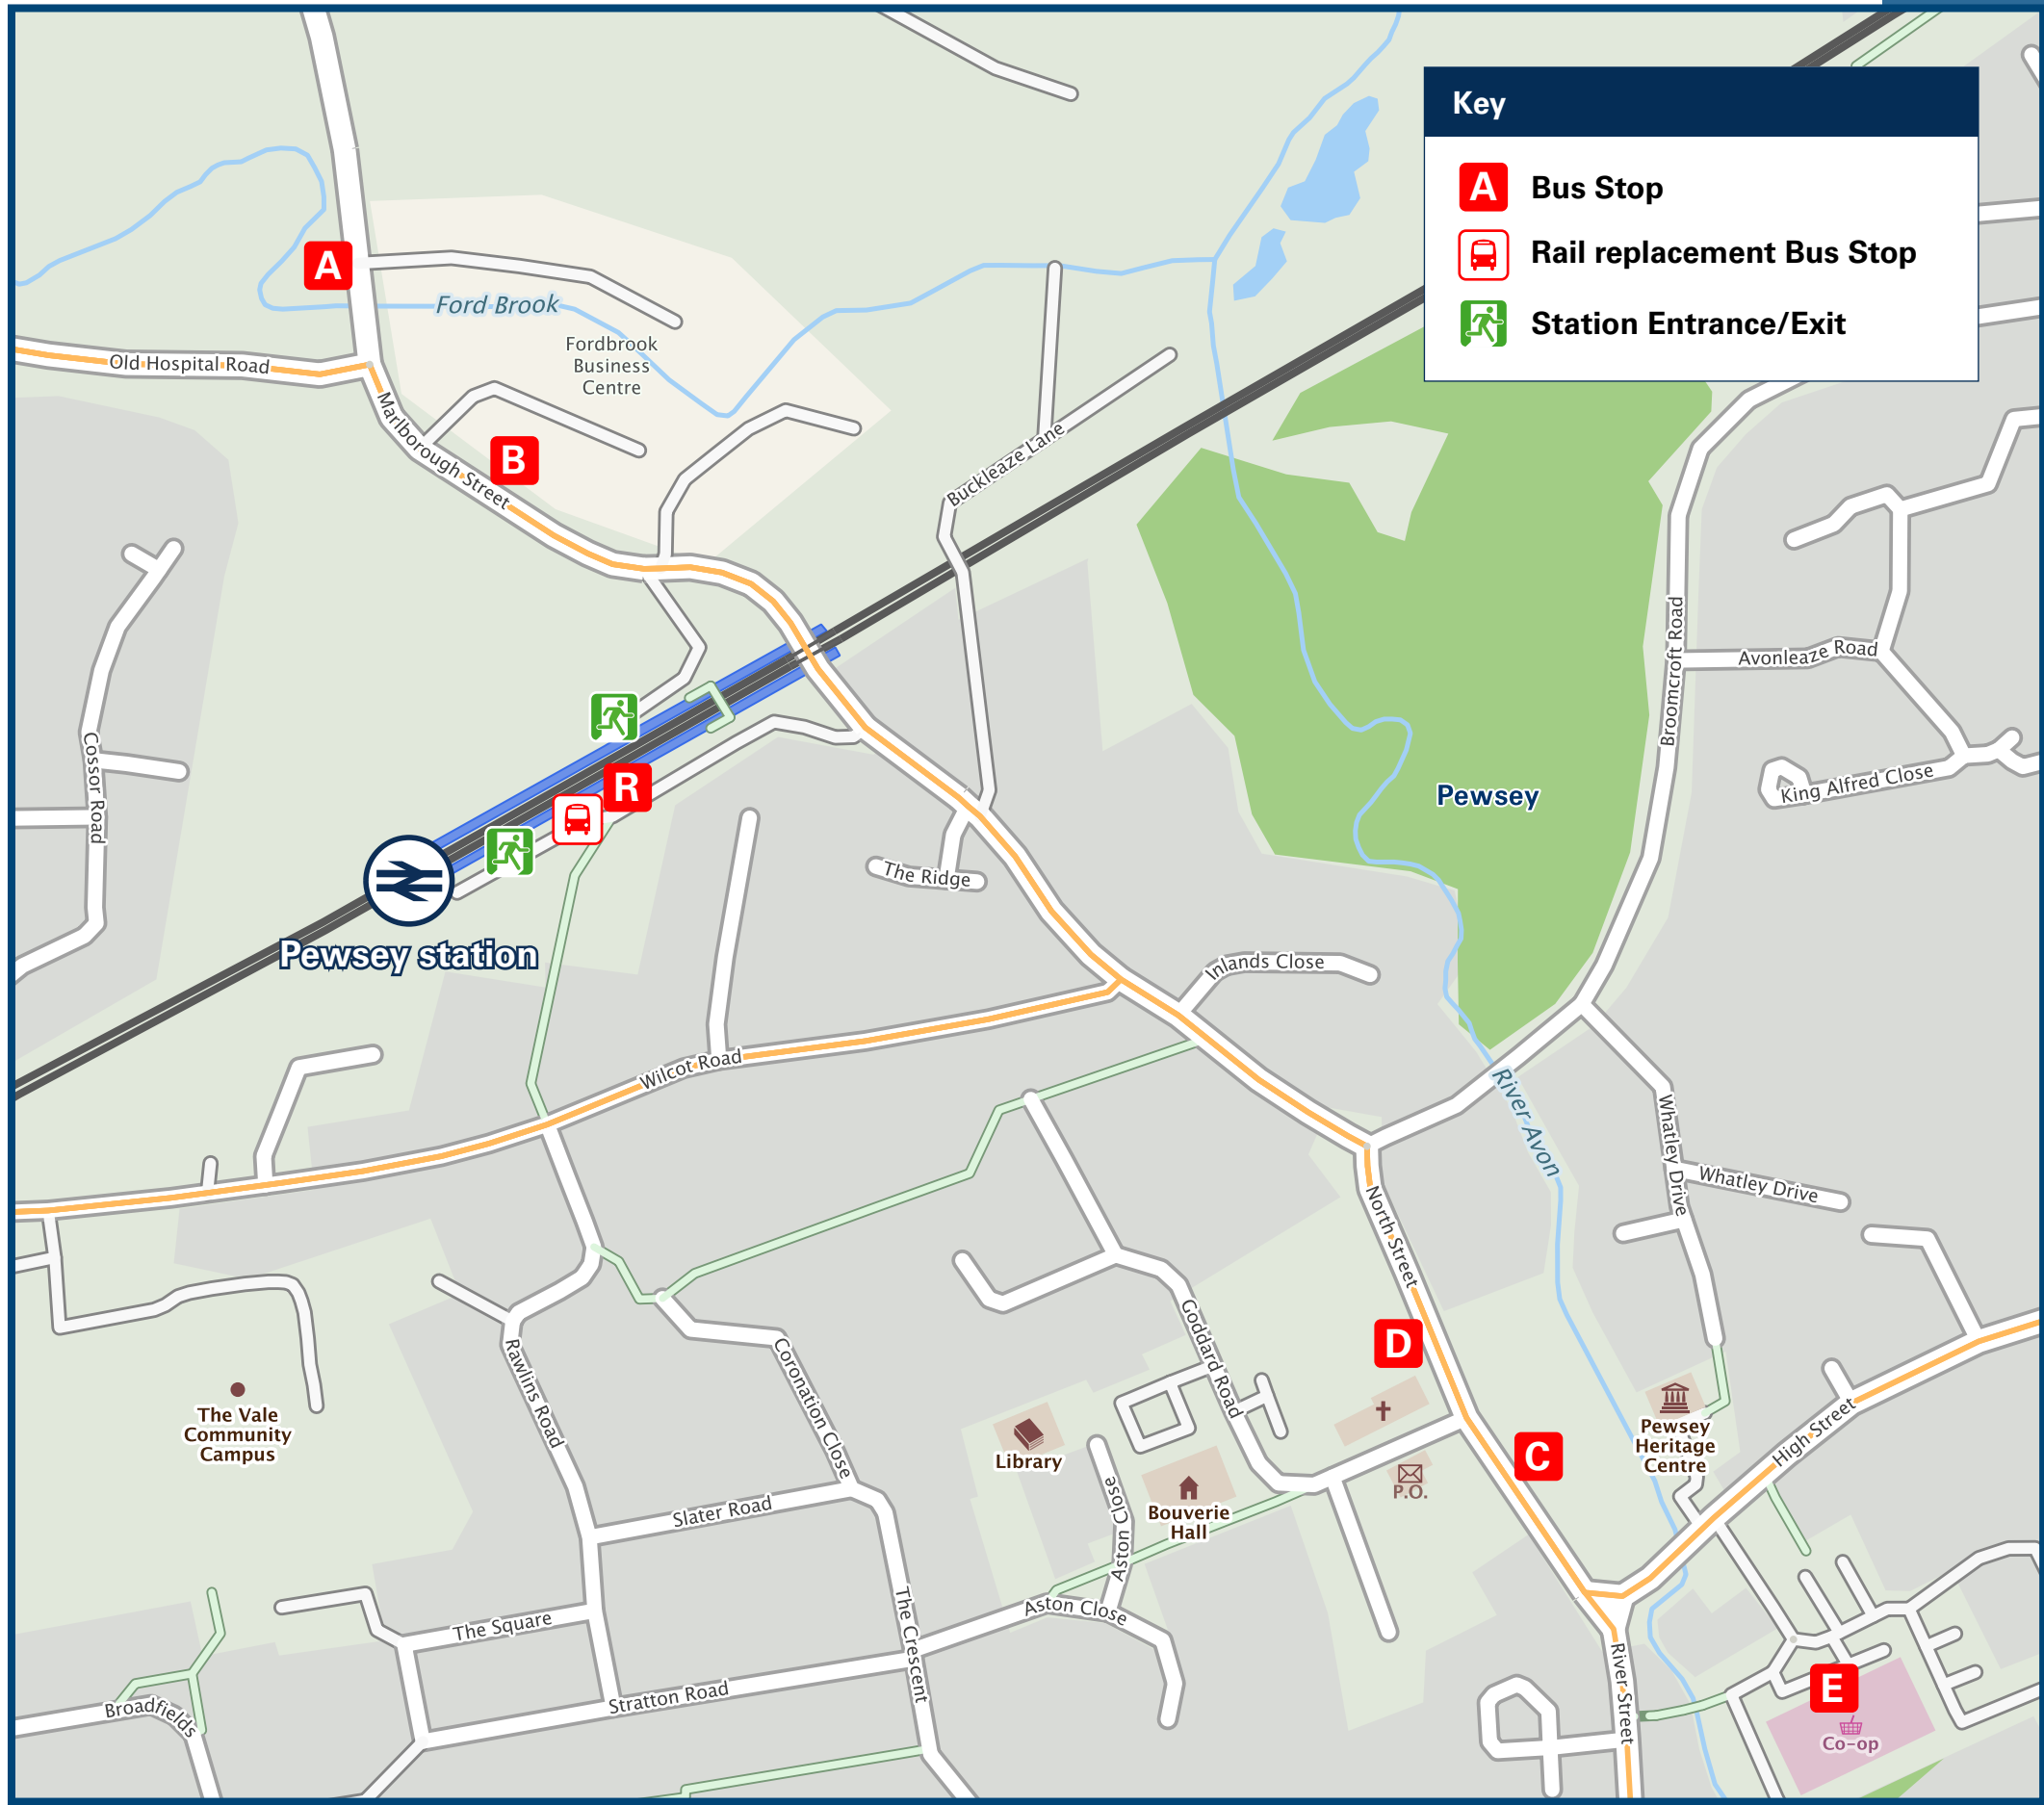 Key
A
Bus Stop
Rail replacement Bus Stop
Station Entrance/Exit
A
Ford Brook
Fordbrook
Business
Centre
Old Hospital Road
Marlborough Street
B
Buckleaze Lane
Broomcroft Road
Avonleaze Road
King Alfred Close
Cossor Road
R
Pewsey
The Ridge
Pewsey station
Inlands Close
Wilcot Road
River Avon
Whatley Drive
Whatley Drive
North Street
D
Goddard Road
Rawlins Road
Coronation Close
The Vale
Community
Campus
Library
Pewsey
Heritage
Centre
High Street
C
P.O.
Bouverie
Hall
Aston Close
Slater Road
Aston Close
The Square
The Crescent
Stratton Road
Broadfields
River Street
E
Co-op